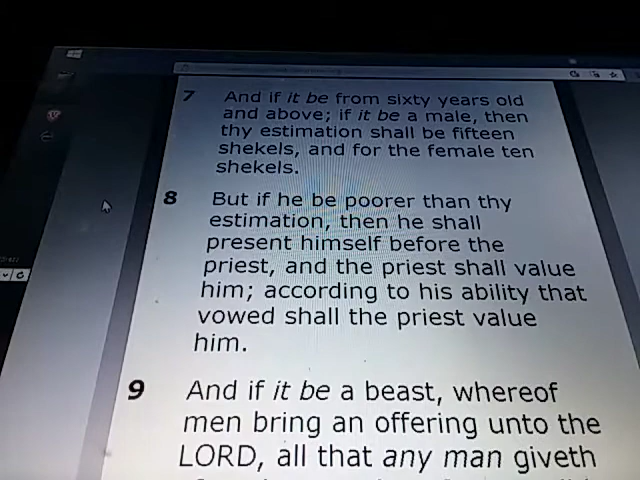 7 And if it be from sixty years old
and above; if it be a male, then
thy estimation shall be fifteen
shekels, and for the female ten
shekels.
8 But if he be poorer than thy
estimation, then he shall
present himself before the
priest, and the priest shall value
him; according to his ability that
vowed shall the priest value
him.
9 And if it be a beast, whereof
men bring an offering unto the
LORD, all that any man giveth